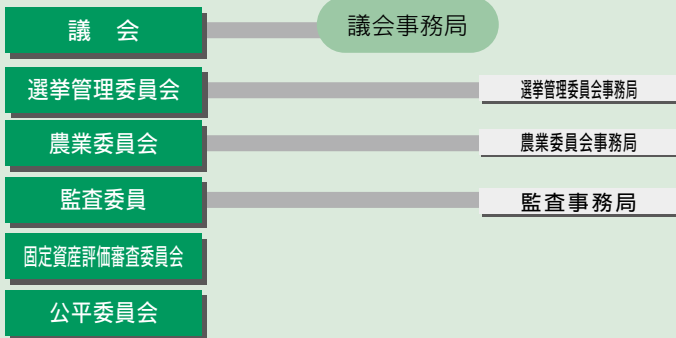 議　会
議会事務局
選挙管理委員会
選挙管理委員会事務局
農業委員会
農業委員会事務局
監査委員
監査事務局
固定資産評価審査委員会
公平委員会